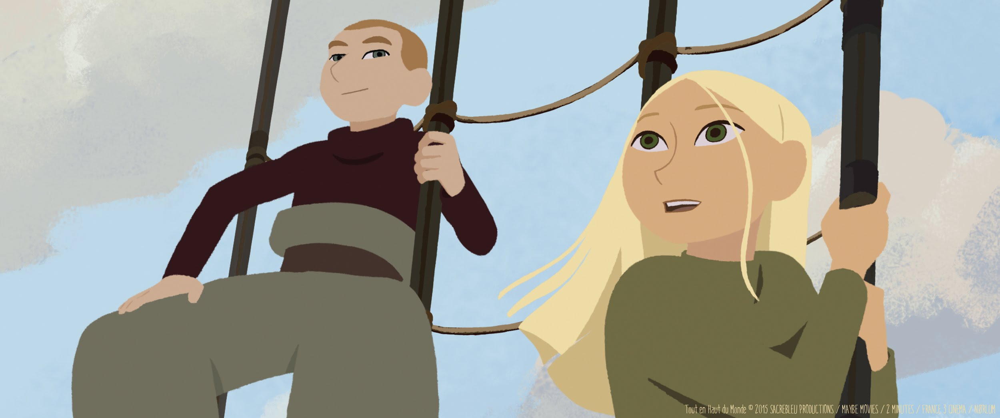 Tout en Haut du Monde © 2015 SACREBLEU PRODUCTIONS / MAYBE MOVIES / 2 MINUTES / FRANCE 3 CINEMA / NØRLUM